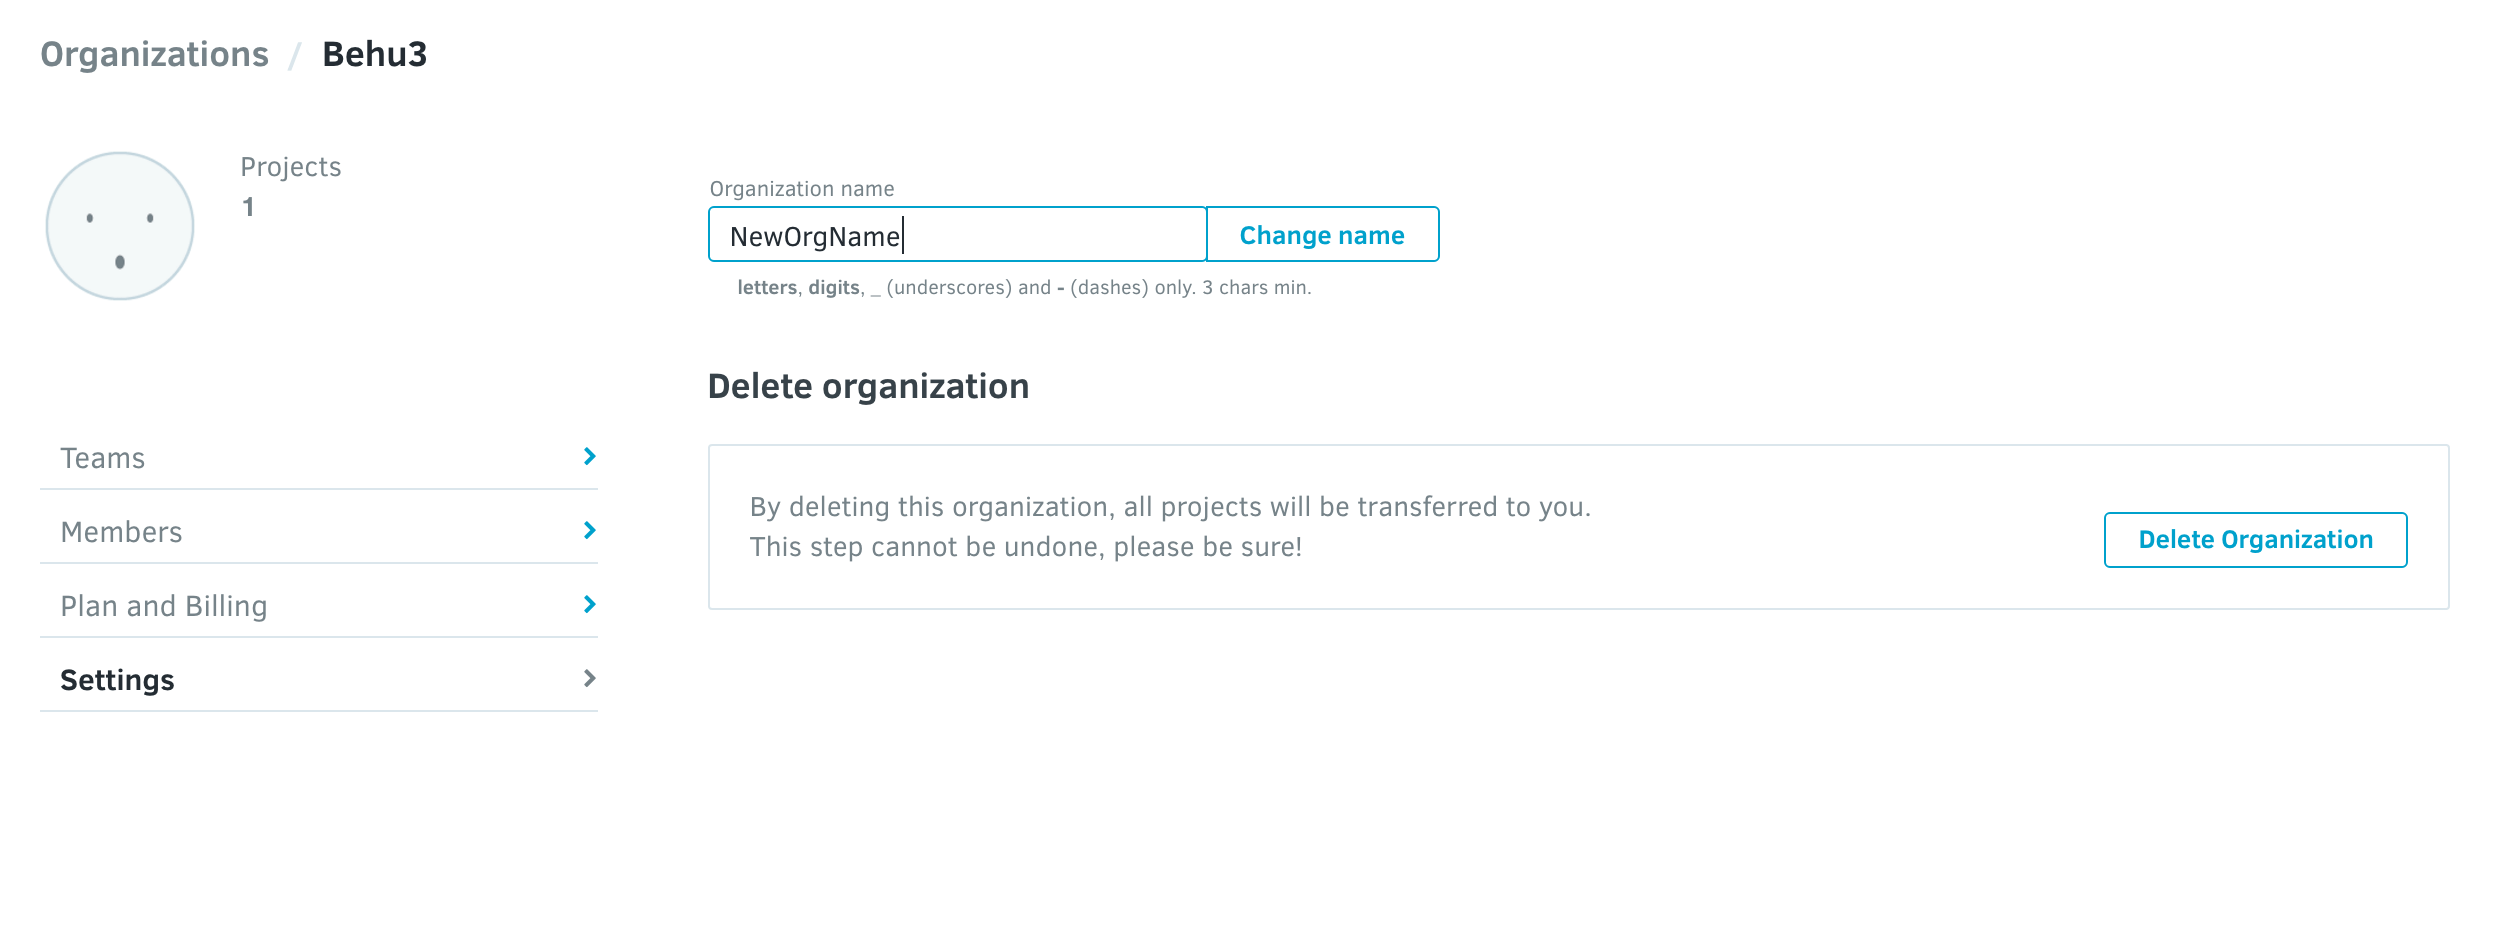 Organizations / Behu3
Projects
1
Organization name
NewOrgName
Change name
letters, digits, _ (underscores) and - (dashes) only. 3 chars min.
Delete organization
By deleting this organization, all projects will be transferred to you.
This step cannot be undone, please be sure!
Delete Organization
Teams
Members
Plan and Billing
Settings